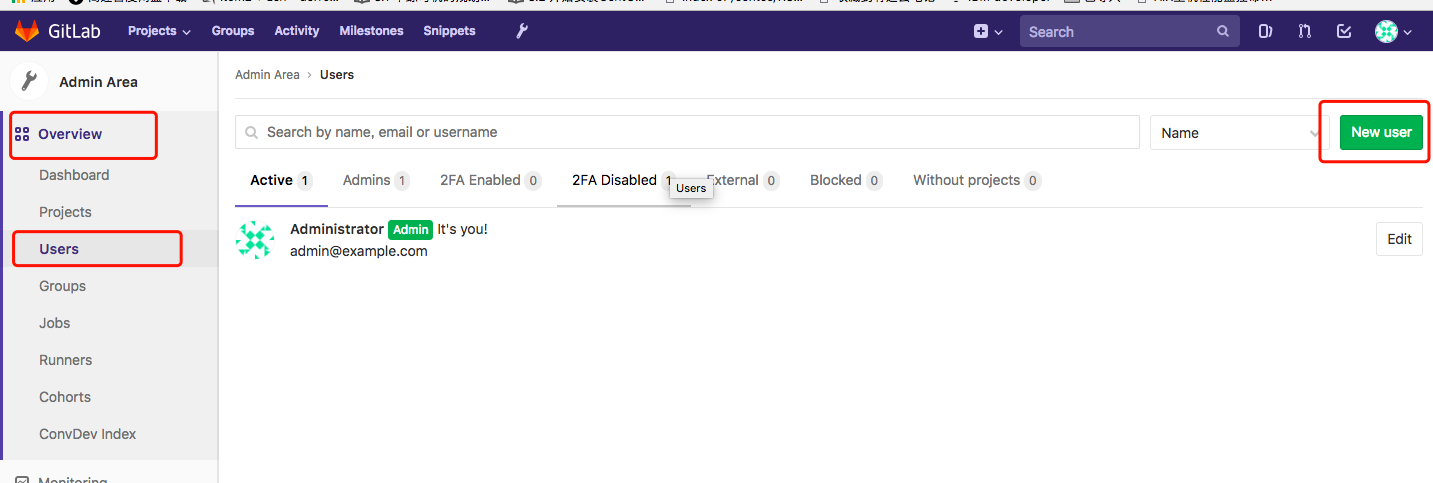 GitLab Projects Groups Activity Milestones Snippets Search
Admin Area
Admin Area › Users
Overview
Search by name, email or username
Name
New user
Dashboard
Active 1 Admins 1 2FA Enabled 0 2FA Disabled 1 External 0 Blocked 0 Without projects 0
Users
Projects
Administrator Admin It's you!
Users
Edit
admin@example.com
Groups
Jobs
Runners
Cohorts
ConvDev Index
Monitoring